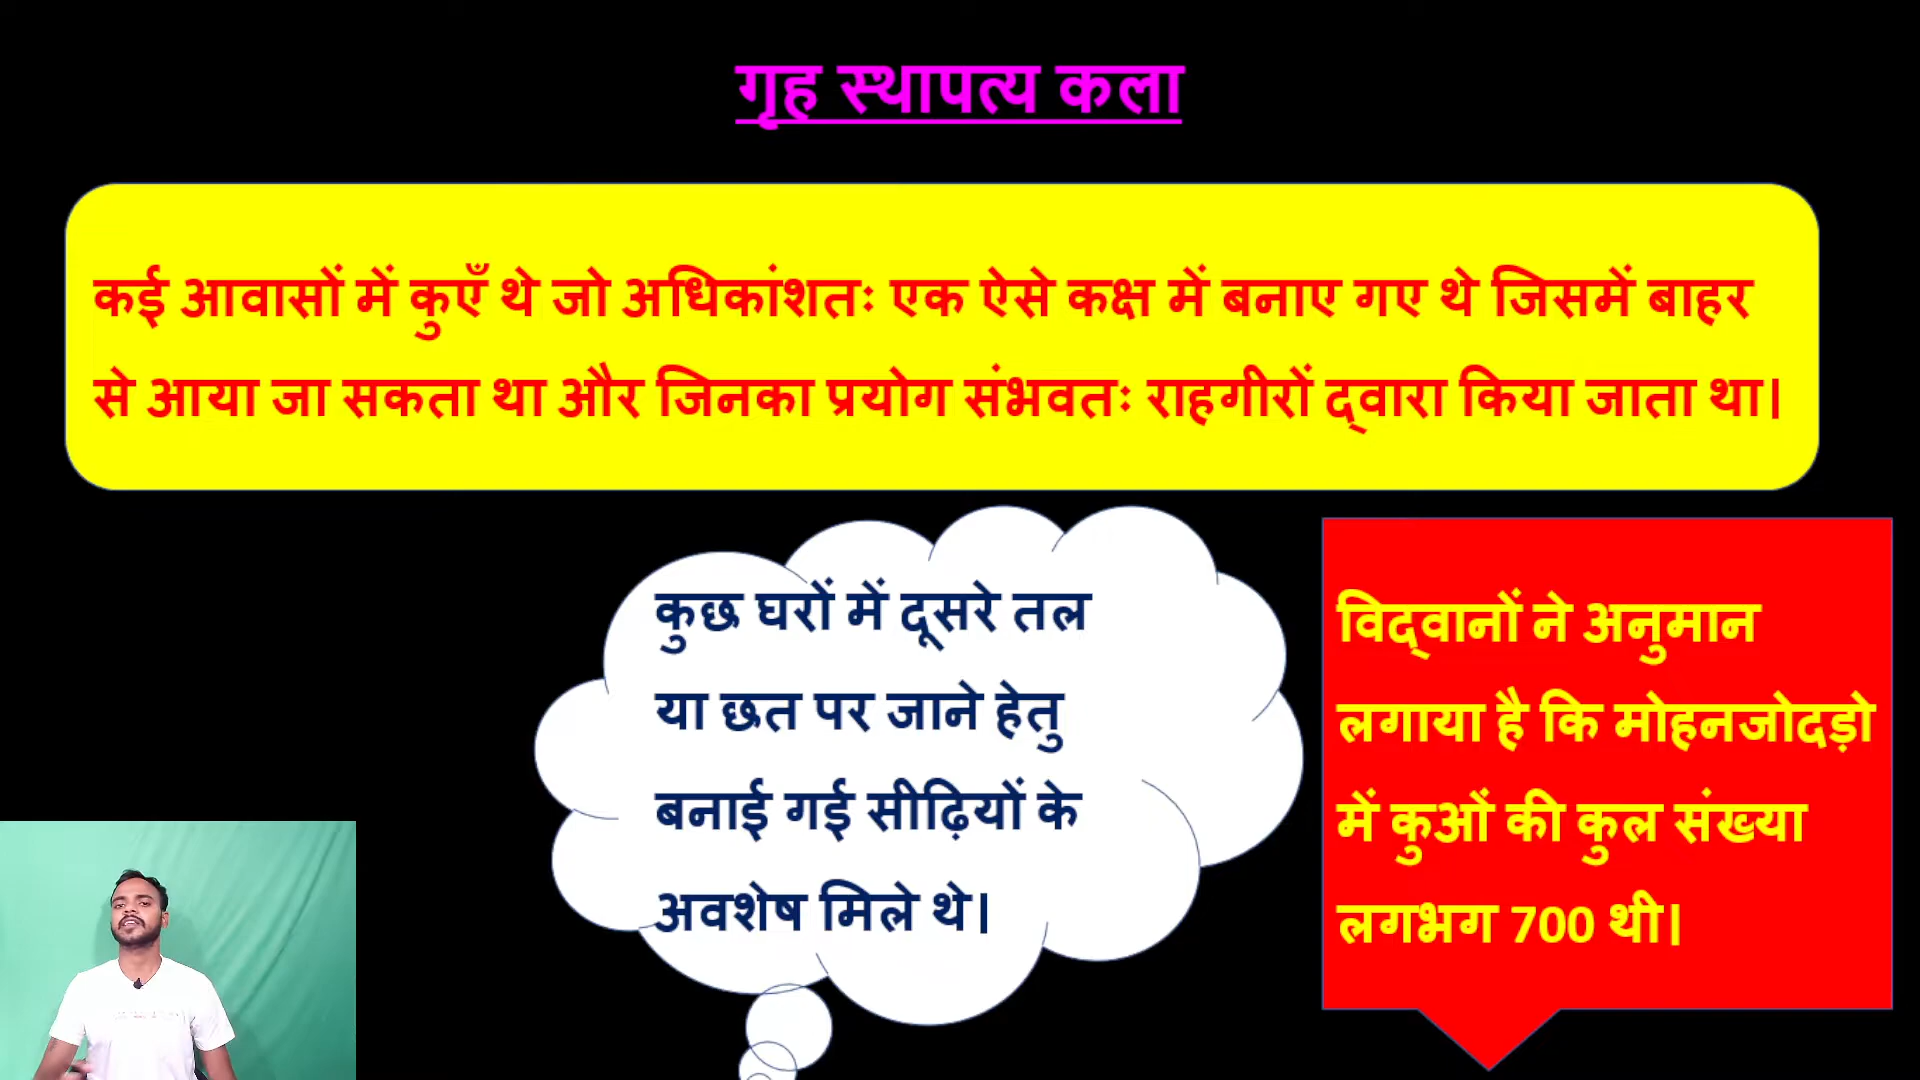 गृह स्थापत्य कला
कई आवासों में कुएँ थे जो अधिकांशतः एक ऐसे कक्ष में बनाए गए थे जिसमें बाहर
से आया जा सकता था और जिनका प्रयोग संभवतः राहगीरों द्वारा किया जाता था।
कुछ घरों में दूसरे तल
या छत पर जाने हेतु
बनाई गई सीढ़ियों के
अवशेष मिले थे।
विद्वानों ने अनुमान
लगाया है कि मोहनजोदड़ो
में कुओं की कुल संख्या
लगभग 700 थी।